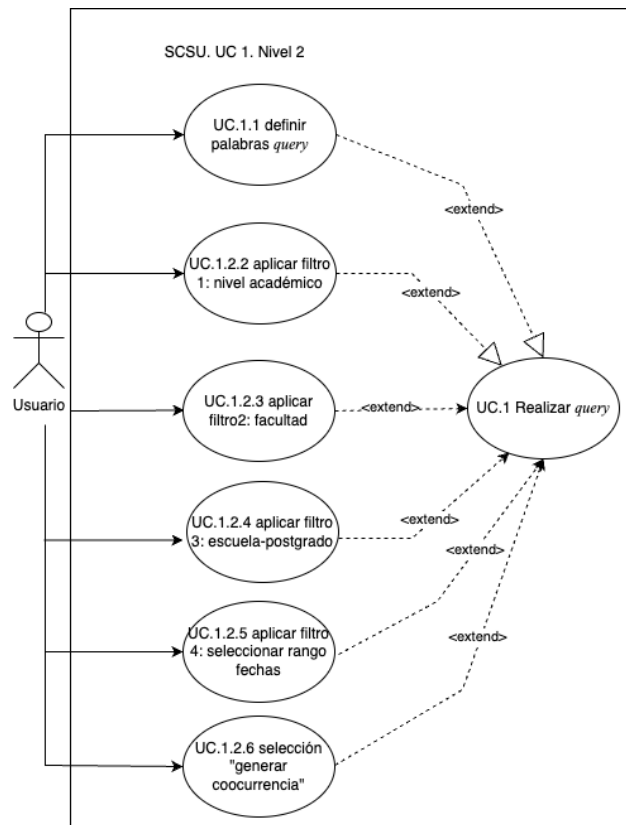 SCSU. UC 1. Nivel 2
UC.1.1 definir
palabras query
<extend>
UC.1.2.2 aplicar filtro
1: nivel académico
<extend>
Usuario
UC.1.2.3 aplicar
filtro2: facultad
<extend>
UC.1 Realizar query
UC.1.2.4 aplicar filtro
3: escuela-postgrado
<extend>
<extend>
UC.1.2.5 aplicar filtro
4: seleccionar rango
fechas
<extend>
UC.1.2.6 selección
"generar
coocurrencia"